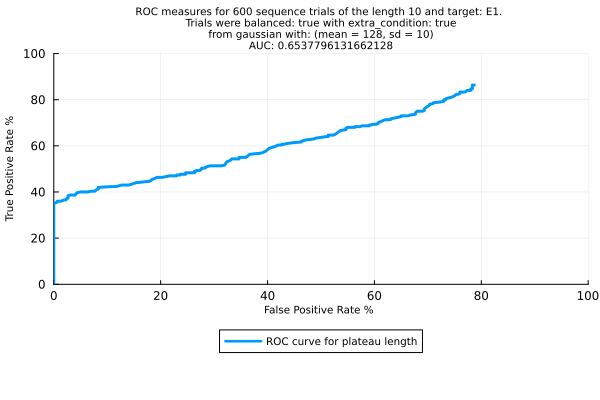 ROC measures for 600 sequence trials of the length 10 and target: E1.
Trials were balanced: true with extra_condition: true
from gaussian with: (mean = 128, sd = 10)
AUC: 0.6537796131662128
100
80
60
40
20
0
True Positive Rate %
0 20 40 60 80 100
False Positive Rate %
ROC curve for plateau length